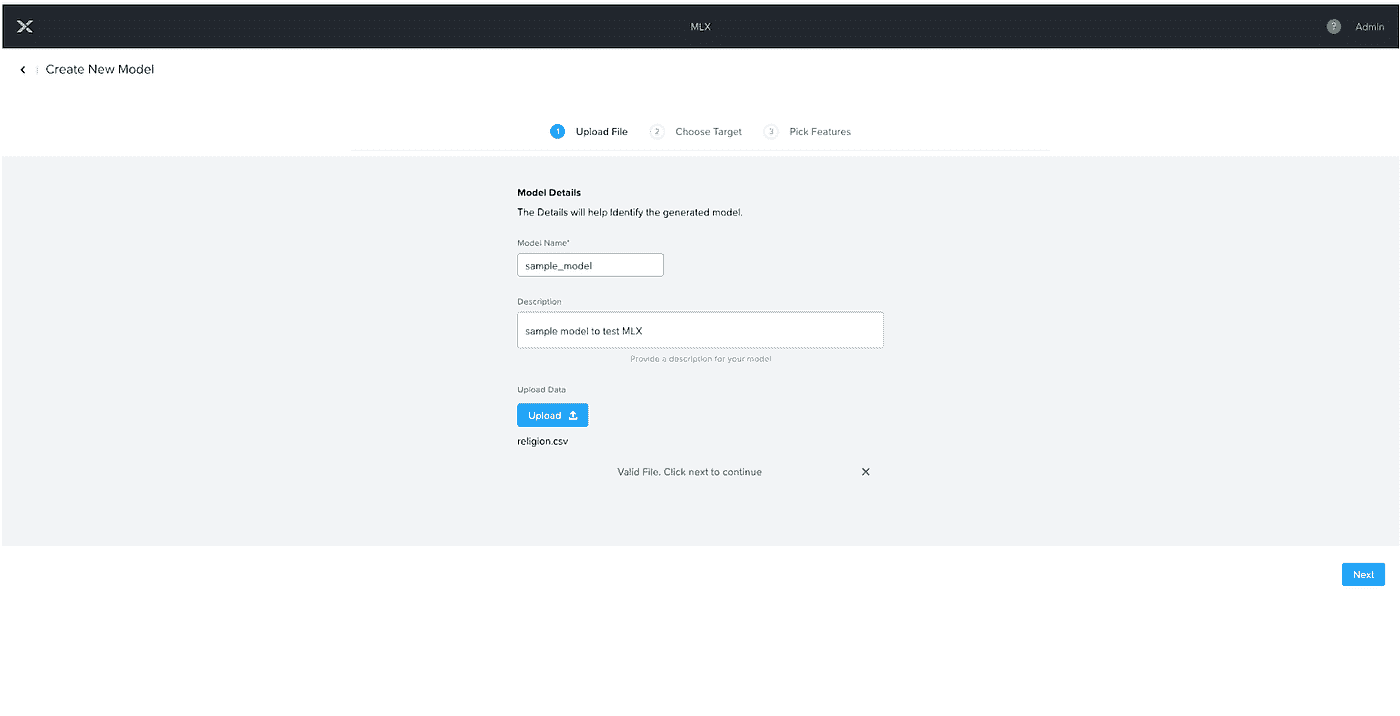 MLX
? Admin
Create New Model
1 Upload File 2 Choose Target 3 Pick Features
Model Details
The Details will help Identify the generated model.
Model Name*
sample_model
Description
sample model to test MLX
Provide a description for your model
Upload Data
Upload
religion.csv
Valid File. Click next to continue
Next